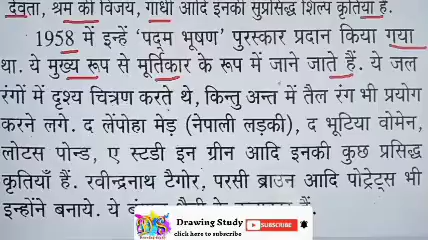 देवता, श्रम की विजय, गांधी आदि इनकी सुप्रसिद्ध शिल्प कृतियां हैं.
1958 में इन्हें 'पद्म भूषण' पुरस्कार प्रदान किया गया
था. ये मुख्य रूप से मूर्तिकार के रूप में जाने जाते हैं. ये जल
रंगों में दृश्य चित्रण करते थे, किन्तु अन्त में तैल रंग भी प्रयोग
करने लगे. द लेंपोहा मेड़ (नेपाली लड़की), द भूटिया वोमेन,
लोटस पोन्ड, ए स्टडी इन ग्रीन आदि इनकी कुछ प्रसिद्ध
कृतियाँ हैं. रवीन्द्रनाथ टैगोर, परसी ब्राउन आदि पोट्रेट्स भी
इन्होंने बनाये. ये
Drawing Study
click here to subscribe
SUBSCRIBE